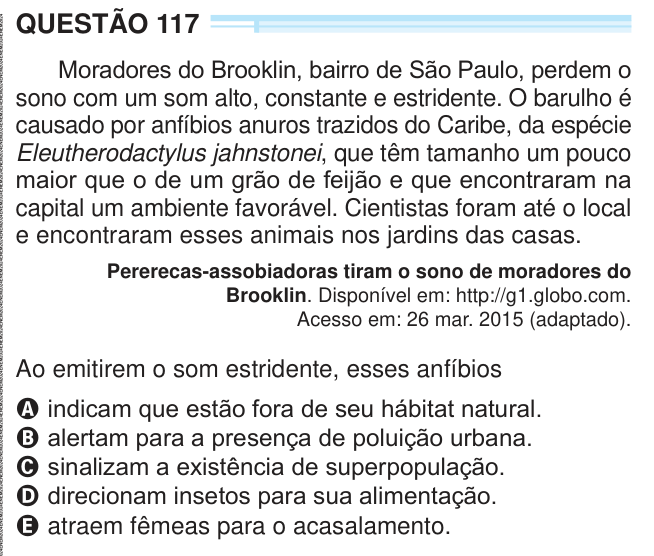 QUESTÃO 117
Moradores do Brooklin, bairro de São Paulo, perdem o
sono com um som alto, constante e estridente. O barulho é
causado por anfíbios anuros trazidos do Caribe, da espécie
Eleutherodactylus jahnstonei, que têm tamanho um pouco
maior que o de um grão de feijão e que encontraram na
capital um ambiente favorável. Cientistas foram até o local
e encontraram esses animais nos jardins das casas.
Pererecas-assobiadoras tiram o sono de moradores do
Brooklin. Disponível em: http://g1.globo.com.
Acesso em: 26 mar. 2015 (adaptado).
Ao emitirem o som estridente, esses anfíbios
A indicam que estão fora de seu hábitat natural.
B alertam para a presença de poluição urbana.
C sinalizam a existência de superpopulação.
D direcionam insetos para sua alimentação.
E atraem fêmeas para o acasalamento.